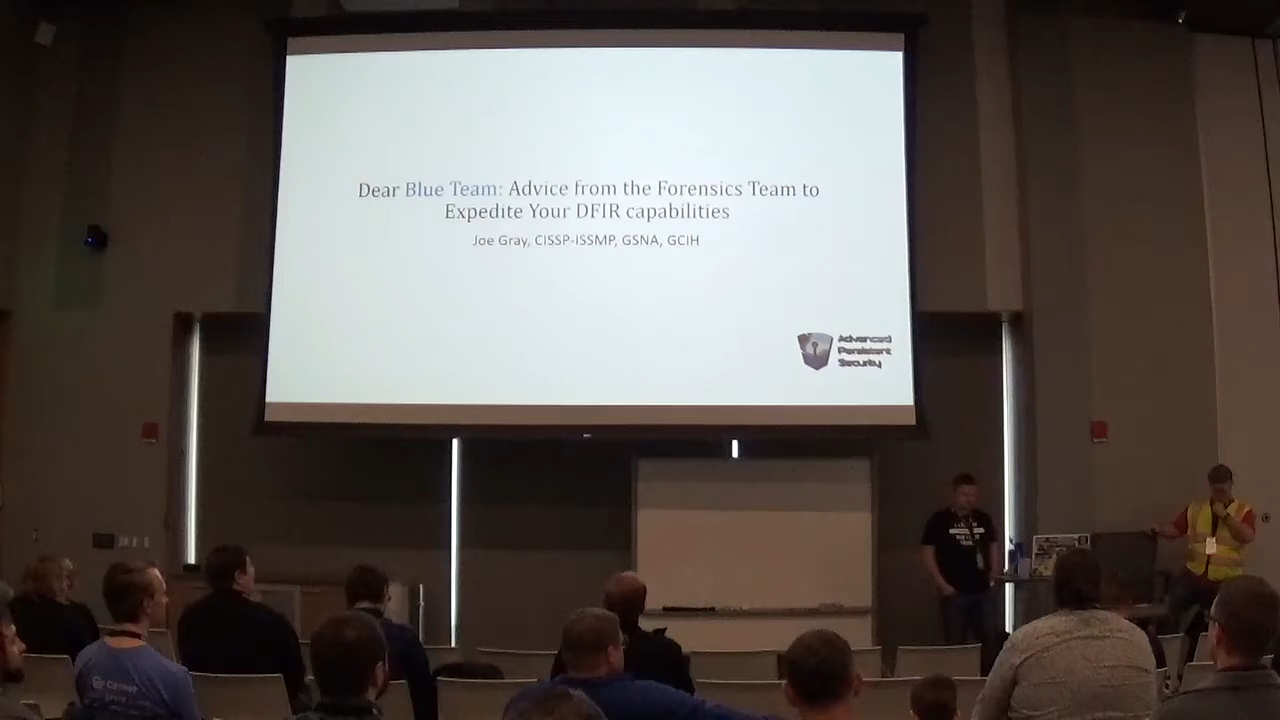 Dear Blue Team: Advice from the Forensics Team to
Expedite Your DFIR capabilities
Joe Gray, CISSP-ISSMP, GSNA, GCIH
Advanced
Persistent
Security